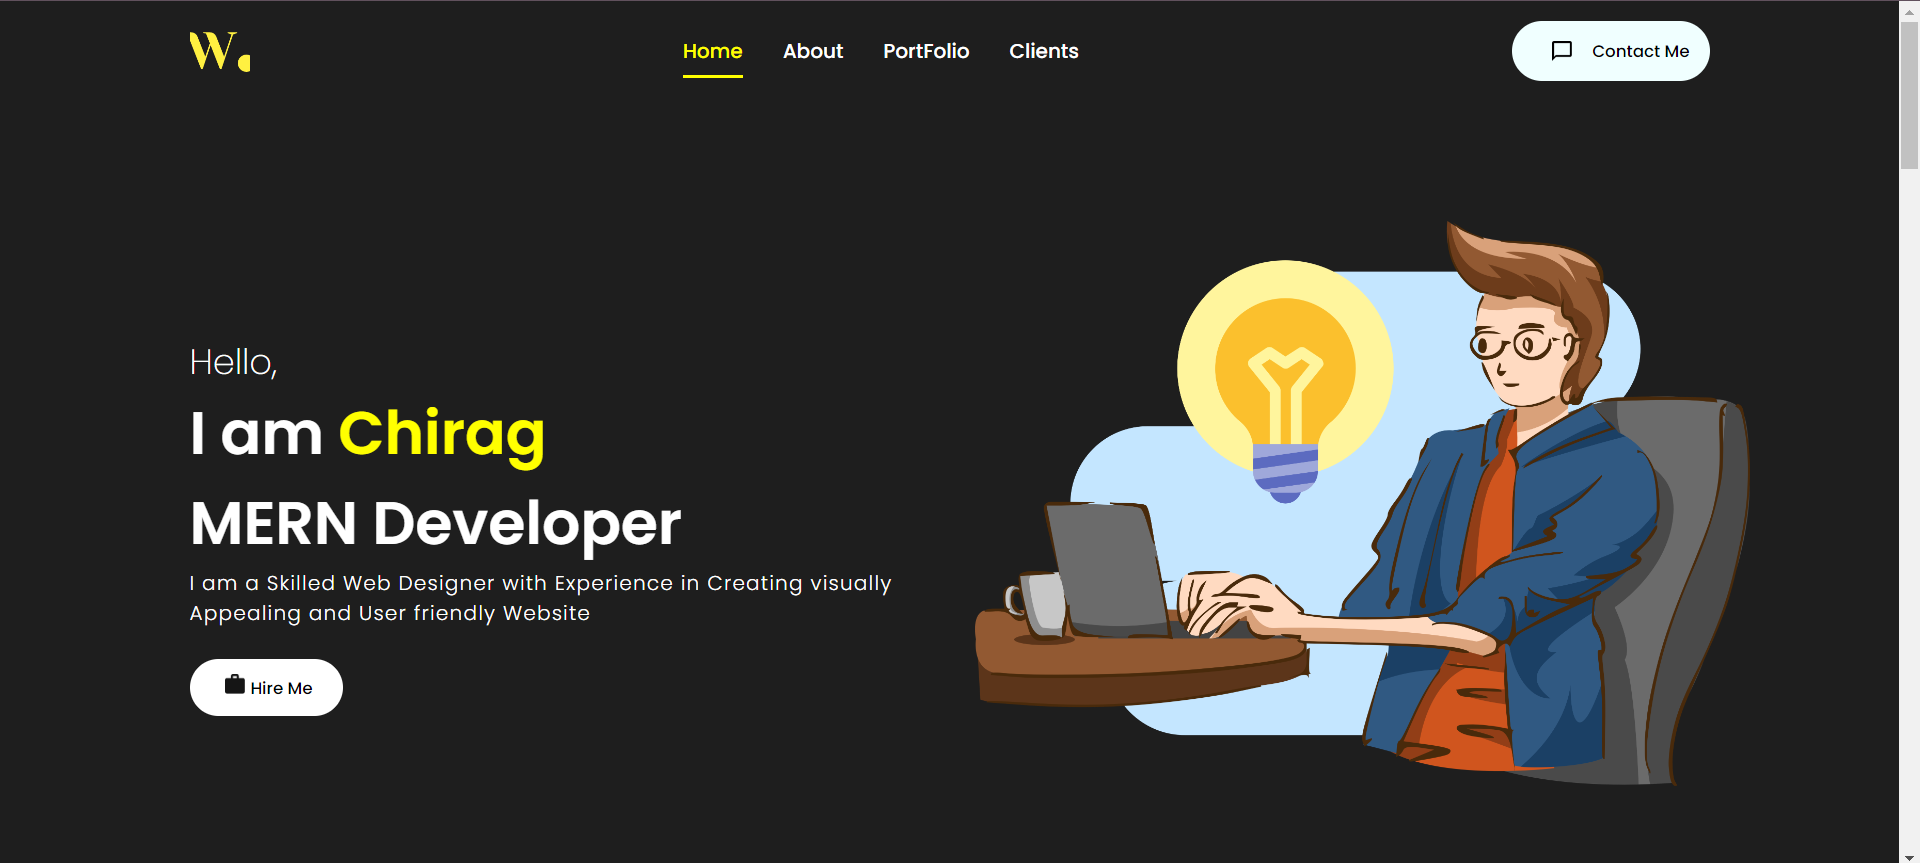 W.
Home About PortFolio Clients
Contact Me
Hello,
I am Chirag
MERN Developer
I am a Skilled Web Designer with Experience in Creating visually
Appealing and User friendly Website
Hire Me